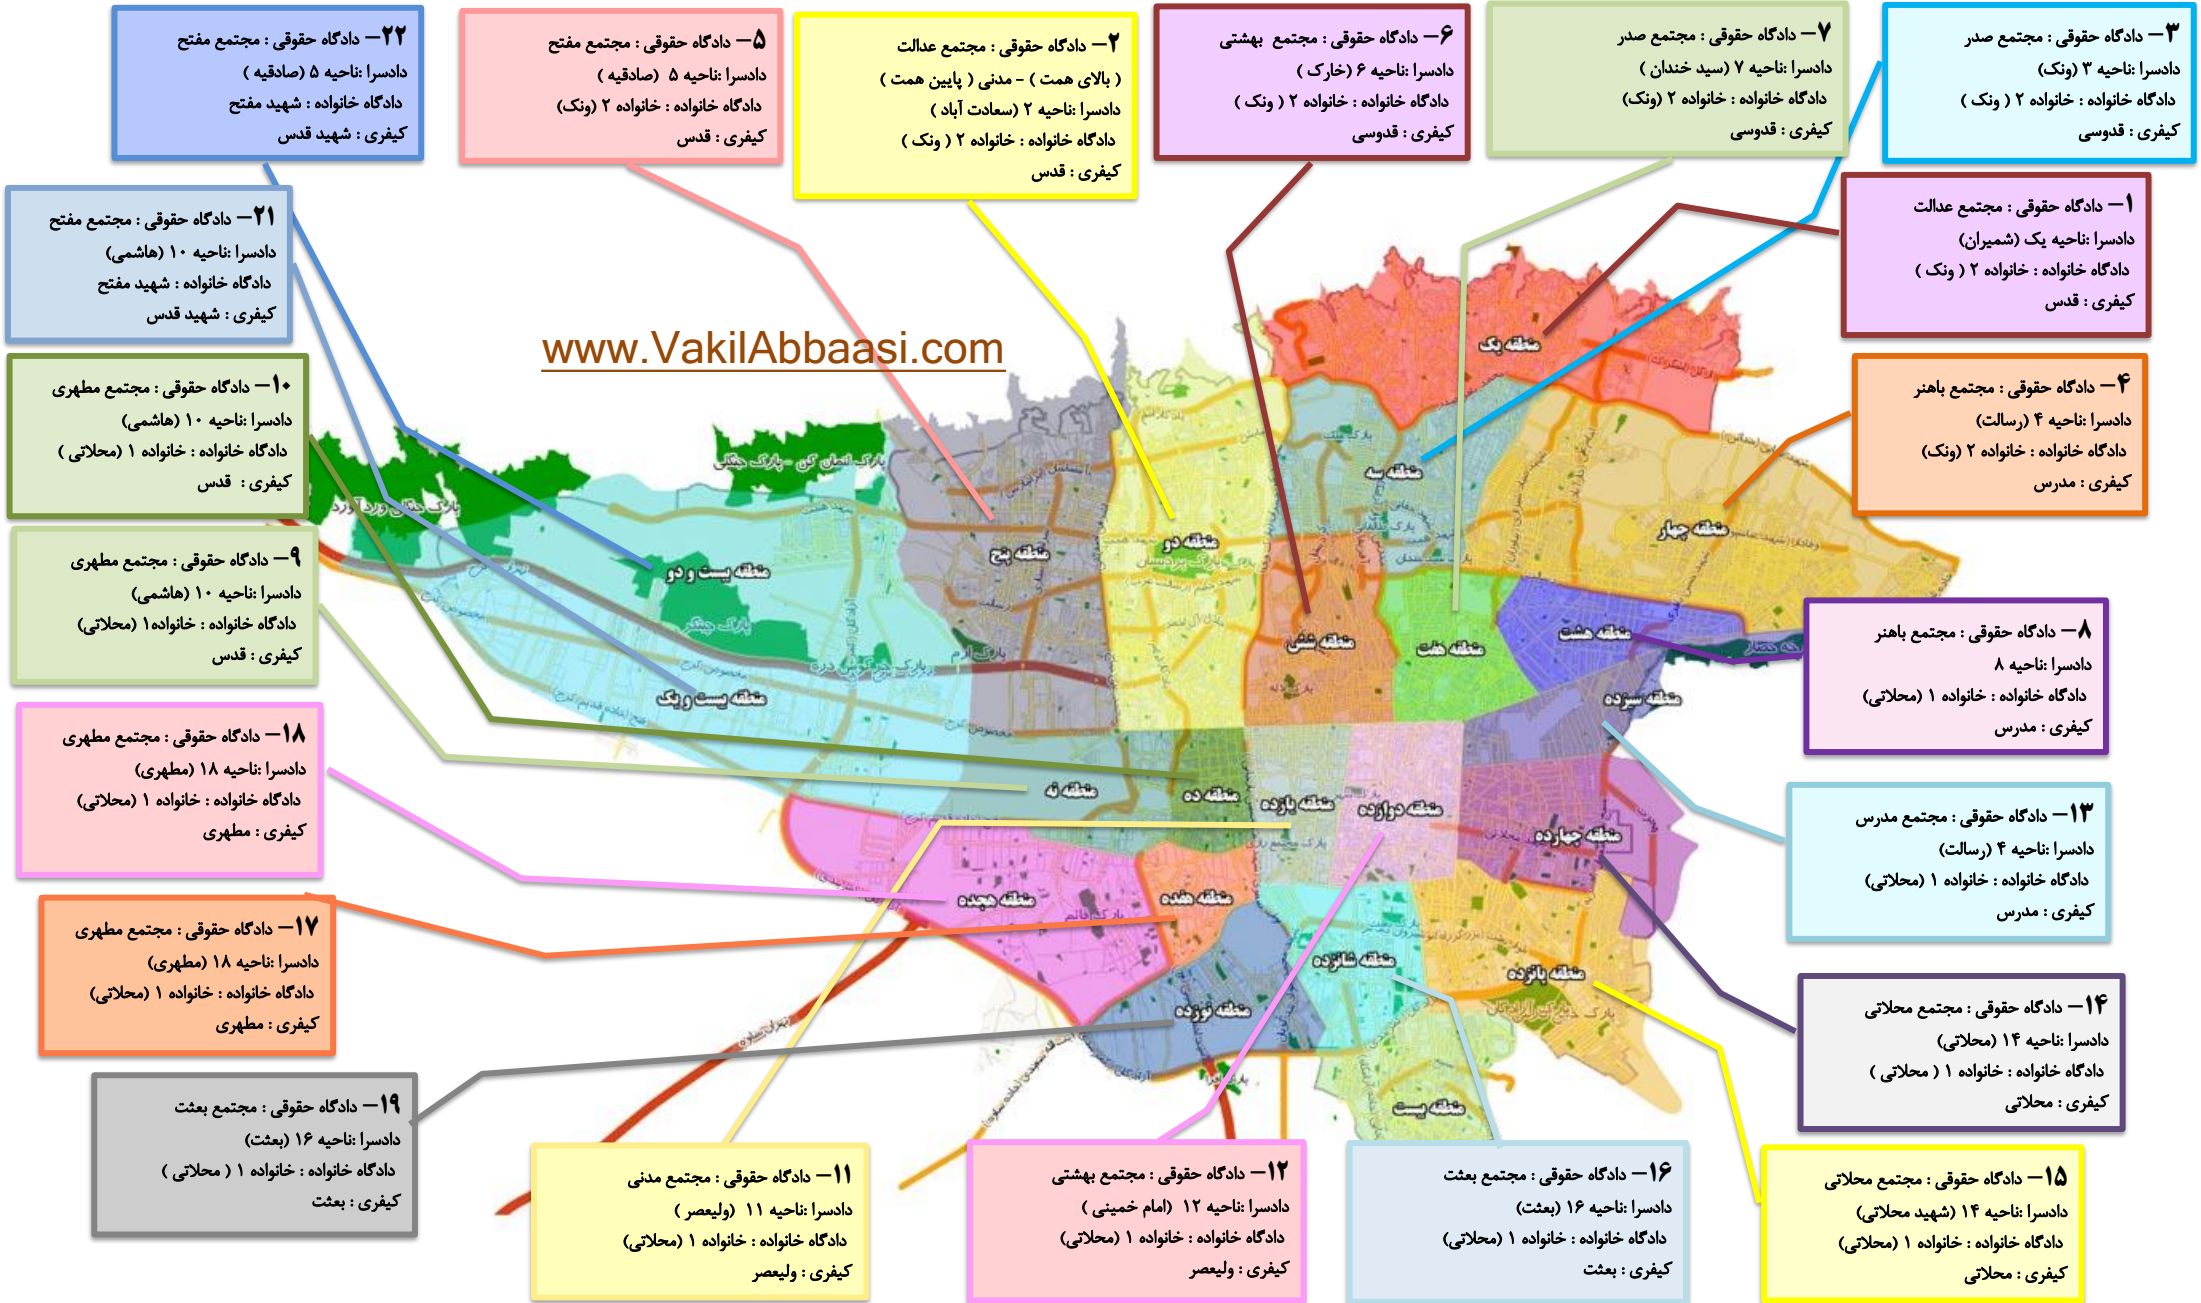 ۲۲– دادگاه حقوقی : مجتمع مفتح
دادسرا :ناحیه ۵ (صادقیه )
دادگاه خانواده : شهید مفتح
کیفری : شهید قدس
۵– دادگاه حقوقی : مجتمع مفتح
دادسرا :ناحیه ۵ (صادقیه )
دادگاه خانواده : خانواده ۲ (ونک)
کیفری : قدس
۲– دادگاه حقوقی : مجتمع عدالت
( بالای همت ) - مدنی ( پایین همت )
دادسرا :ناحیه ۲ (سعادت آباد )
دادگاه خانواده : خانواده ۲ ( ونک )
کیفری : قدس
۶– دادگاه حقوقی : مجتمع بهشتی
دادسرا :ناحیه ۶ (خارک )
دادگاه خانواده : خانواده ۲ ( ونک )
کیفری : قدوسی
۷– دادگاه حقوقی : مجتمع صدر
دادسرا :ناحیه ۷ (سید خندان )
دادگاه خانواده : خانواده ۲ (ونک)
کیفری : قدوسی
۳– دادگاه حقوقی : مجتمع صدر
دادسرا :ناحیه ۳ (ونک)
دادگاه خانواده : خانواده ۲ ( ونک )
کیفری : قدوسی
۲۱– دادگاه حقوقی : مجتمع مفتح
دادسرا :ناحیه ۱۰ (هاشمی)
دادگاه خانواده : شهید مفتح
کیفری : شهید قدس
۱– دادگاه حقوقی : مجتمع عدالت
دادسرا :ناحیه یک (شمیران)
دادگاه خانواده : خانواده ۲ ( ونک )
کیفری : قدس
www.VakilAbbaasi.com
۱۰– دادگاه حقوقی : مجتمع مطهری
دادسرا :ناحیه ۱۰ (هاشمی)
دادگاه خانواده : خانواده ۱ (محلاتی )
کیفری : قدس
۴– دادگاه حقوقی : مجتمع باهنر
دادسرا :ناحیه ۴ (رسالت)
دادگاه خانواده : خانواده ۲ (ونک)
کیفری : مدرس
۹– دادگاه حقوقی : مجتمع مطهری
دادسرا :ناحیه ۱۰ (هاشمی)
دادگاه خانواده : خانواده۱ (محلاتی)
کیفری : قدس
۸– دادگاه حقوقی : مجتمع باهنر
دادسرا :ناحیه ۸
دادگاه خانواده : خانواده ۱ (محلاتی)
کیفری : مدرس
۱۸– دادگاه حقوقی : مجتمع مطهری
دادسرا :ناحیه ۱۸ (مطهری)
دادگاه خانواده : خانواده ۱ (محلاتی)
کیفری : مطهری
۱۳– دادگاه حقوقی : مجتمع مدرس
دادسرا :ناحیه ۴ (رسالت)
دادگاه خانواده : خانواده ۱ (محلاتی)
کیفری : مدرس
۱۷– دادگاه حقوقی : مجتمع مطهری
دادسرا :ناحیه ۱۸ (مطهری)
دادگاه خانواده : خانواده ۱ (محلاتی)
کیفری : مطهری
۱۴– دادگاه حقوقی : مجتمع محلاتی
دادسرا :ناحیه ۱۴ (محلاتی)
دادگاه خانواده : خانواده ۱ ( محلاتی )
کیفری : محلاتی
۱۹– دادگاه حقوقی : مجتمع بعثت
دادسرا :ناحیه ۱۶ (بعثت)
دادگاه خانواده : خانواده ۱ ( محلاتی )
کیفری : بعثت
۱۱– دادگاه حقوقی : مجتمع مدنی
دادسرا :ناحیه ۱۱ (ولیعصر )
دادگاه خانواده : خانواده ۱ (محلاتی)
کیفری : ولیعصر
۱۲– دادگاه حقوقی : مجتمع بهشتی
دادسرا :ناحیه ۱۲ (امام خمینی )
دادگاه خانواده : خانواده ۱ (محلاتی)
کیفری : ولیعصر
۱۶– دادگاه حقوقی : مجتمع بعثت
دادسرا :ناحیه ۱۶ (بعثت)
دادگاه خانواده : خانواده ۱ (محلاتی)
کیفری : بعثت
۱۵– دادگاه حقوقی : مجتمع محلاتی
دادسرا :ناحیه ۱۴ (شهید محلاتی)
دادگاه خانواده : خانواده ۱ (محلاتی)
کیفری : محلاتی
منطقه یک
منطقه سه
منطقه چهار
منطقه دو
منطقه پنج
منطقه بیست و دو
منطقه بیست و یک
منطقه شش
منطقه هفت
منطقه هشت
منطقه سیزده
منطقه نه
منطقه ده
منطقه یازده
منطقه دوازده
منطقه چهارده
منطقه هجده
منطقه هفده
منطقه شانزده
منطقه پانزده
منطقه نوزده
منطقه بیست
پارک چیتگر
پارک ارم
پارک قائم
پارک لاله